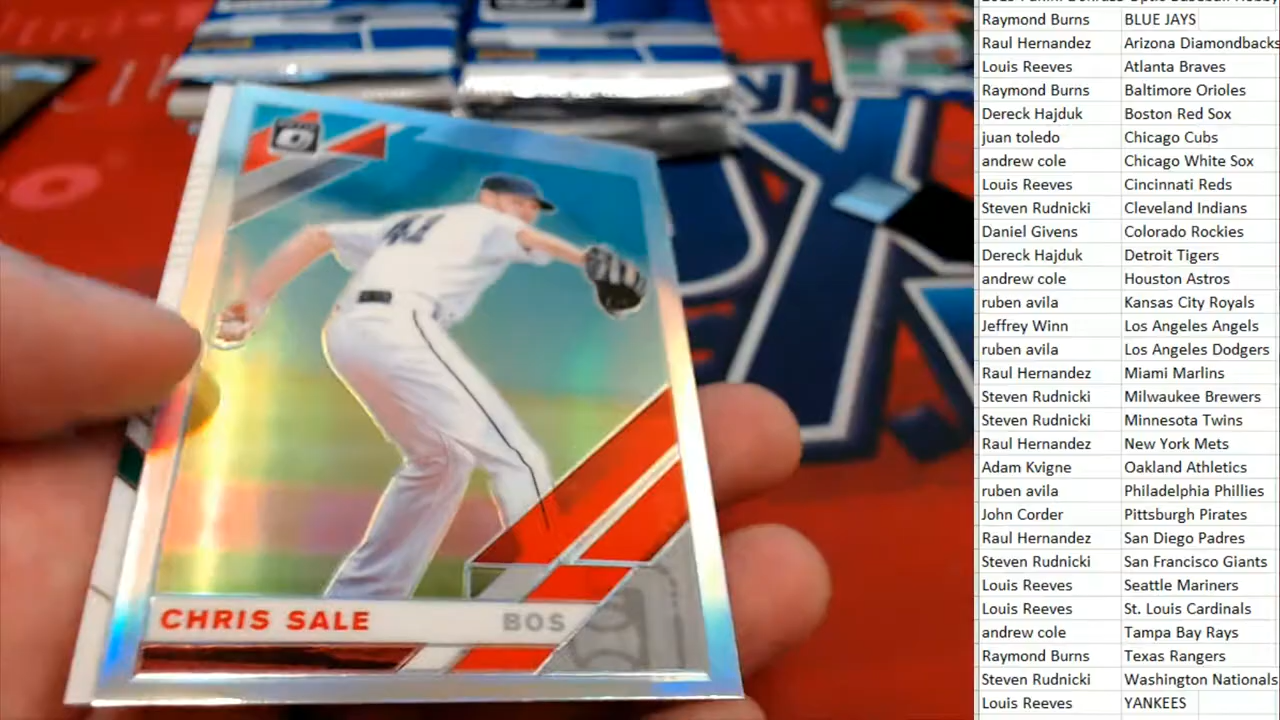 41
CHRIS SALE
BOS
Raymond Burns BLUE JAYS
Raul Hernandez Arizona Diamondbacks
Louis Reeves Atlanta Braves
Raymond Burns Baltimore Orioles
Dereck Hajduk Boston Red Sox
juan toledo Chicago Cubs
andrew cole Chicago White Sox
Louis Reeves Cincinnati Reds
Steven Rudnicki Cleveland Indians
Daniel Givens Colorado Rockies
Dereck Hajduk Detroit Tigers
andrew cole Houston Astros
ruben avila Kansas City Royals
Jeffrey Winn Los Angeles Angels
ruben avila Los Angeles Dodgers
Raul Hernandez Miami Marlins
Steven Rudnicki Milwaukee Brewers
Steven Rudnicki Minnesota Twins
Raul Hernandez New York Mets
Adam Kvigne Oakland Athletics
ruben avila Philadelphia Phillies
John Corder Pittsburgh Pirates
Raul Hernandez San Diego Padres
Steven Rudnicki San Francisco Giants
Louis Reeves Seattle Mariners
Louis Reeves St. Louis Cardinals
andrew cole Tampa Bay Rays
Raymond Burns Texas Rangers
Steven Rudnicki Washington Nationals
Louis Reeves YANKEES